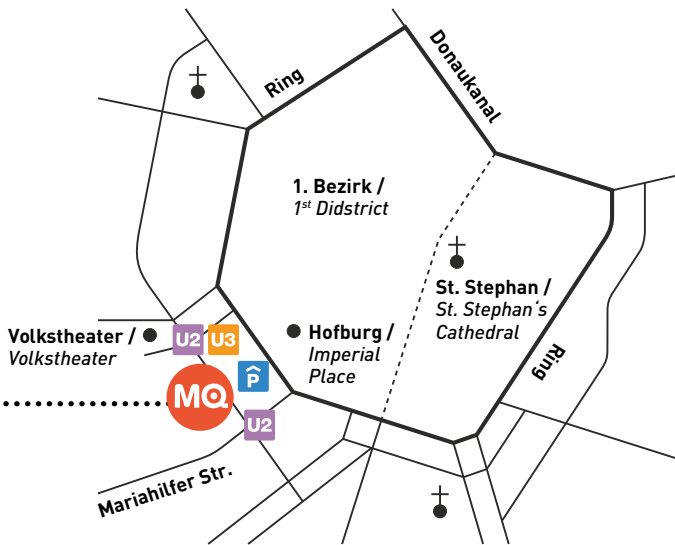 Ring
Donaukanal
1. Bezirk /
1st Didstrict
St. Stephan /
St. Stephan‘s
Cathedral
Volkstheater /
Volkstheater
U2
U3
Hofburg /
Imperial
Place
Ring
P
MQ
U2
Mariahilfer Str.